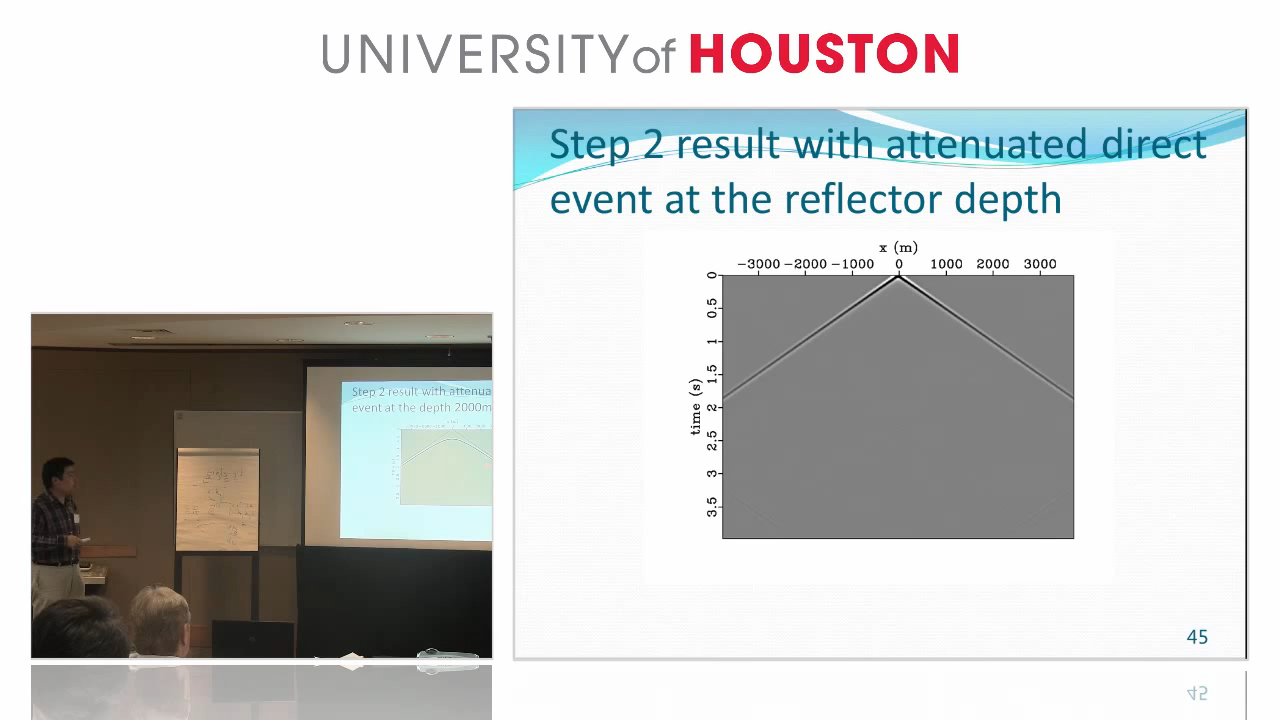 UNIVERSITY of HOUSTON
Step 2 result with attenuated direct
event at the reflector depth
x (m)
−3000 −2000 −1000 0 1000 2000 3000
0
0.5
1
1.5
2
2.5
3
3.5
time (s)
45
Step 2 result with attenua
event at the depth 2000m
45